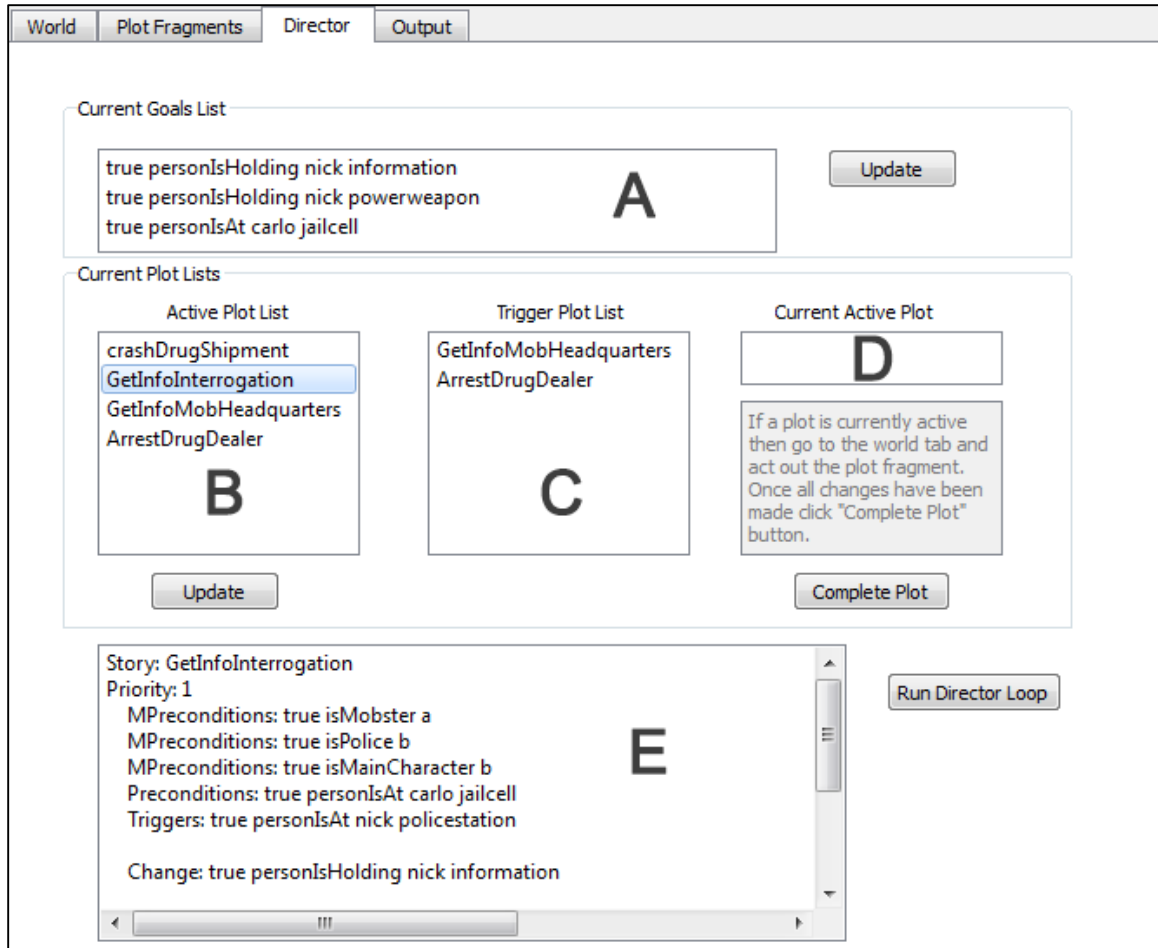 World Plot Fragments Director Output
Current Goals List
true personIsHolding nick information
true personIsHolding nick powerweapon
true personIsAt carlo jailcell
A
Update
Current Plot Lists
Active Plot List
crashDrugShipment
GetInfoInterrogation
GetInfoMobHeadquarters
ArrestDrugDealer
B
Update
Trigger Plot List
GetInfoMobHeadquarters
ArrestDrugDealer
C
Current Active Plot
D
If a plot is currently active
then go to the world tab and
act out the plot fragment.
Once all changes have been
made click "Complete Plot"
button.
Complete Plot
Story: GetInfoInterrogation
Priority: 1
MPreconditions: true isMobster a
MPreconditions: true isPolice b
MPreconditions: true isMainCharacter b
Preconditions: true personIsAt carlo jailcell
Triggers: true personIsAt nick policestation
Change: true personIsHolding nick information
E
Run Director Loop